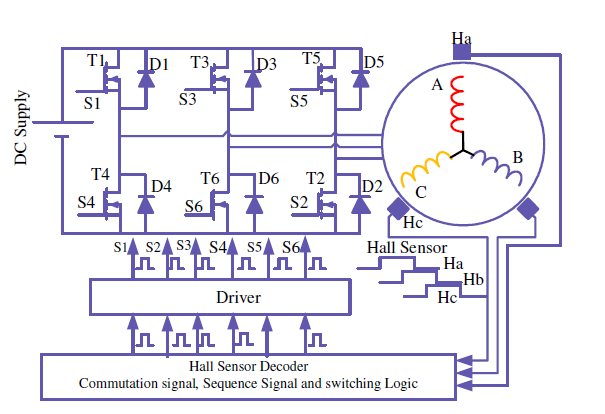 Ha
T1 D1 T3 D3 T5 D5
A
S1 S3 S5
DC Supply
B
T4 D4 T6 D6 T2 D2
C
S4 S6 S2
Hc
S1 S2 S3 S4 S5 S6
Hall Sensor
Ha
Hb
Hc
Driver
Hall Sensor Decoder
Commutation signal, Sequence Signal and switching Logic